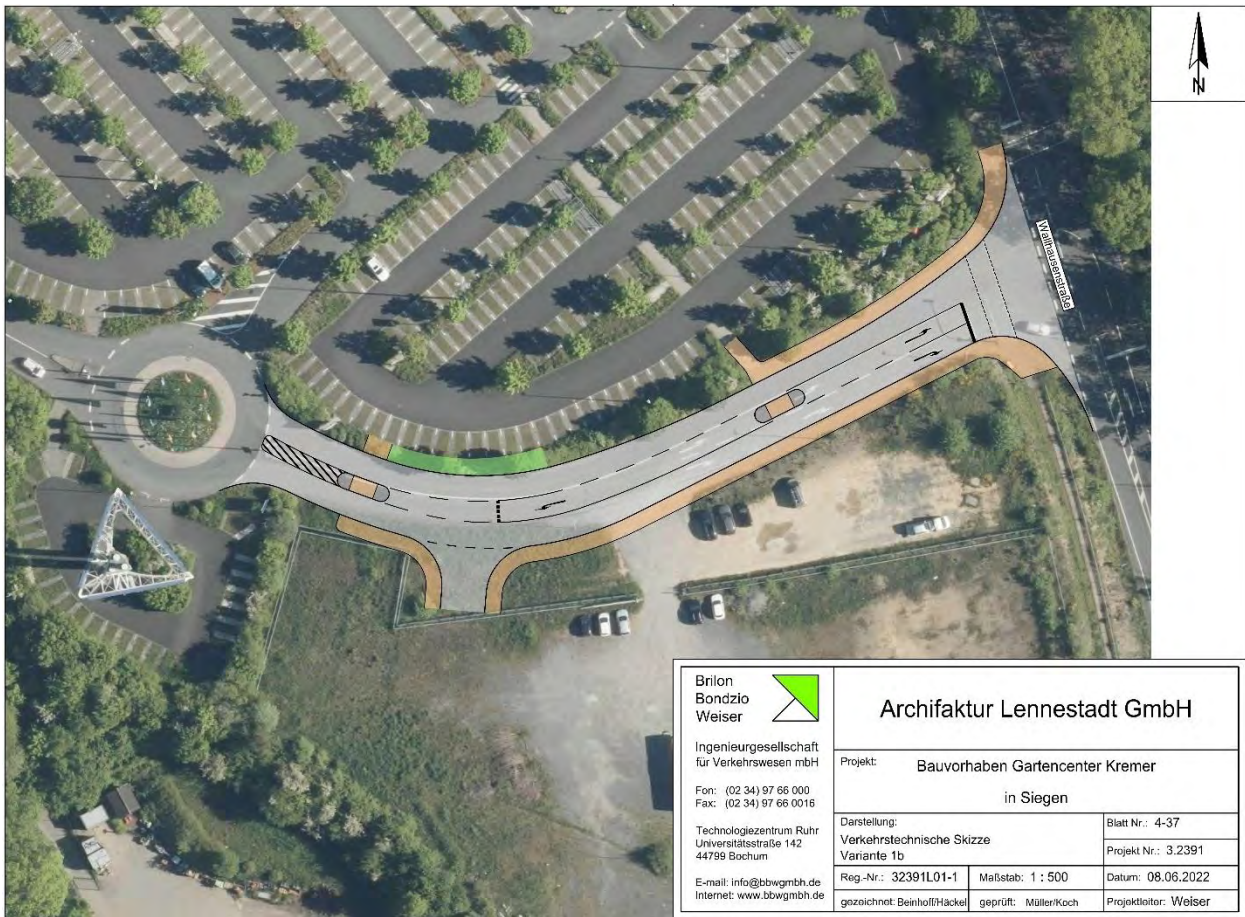 N
Wallhausenstraße
Brilon
Bondzio
Weiser
Ingenieurgesellschaft
für Verkehrswesen mbH
Fon: (02 34) 97 66 000
Fax: (02 34) 97 66 0016
Technologiezentrum Ruhr
Universitätsstraße 142
44799 Bochum
E-mail: info@bbwgmbh.de
Internet: www.bbwgmbh.de
Archifaktur Lennestadt GmbH
Projekt: Bauvorhaben Gartencenter Kremer
in Siegen
Darstellung:
Verkehrstechnische Skizze
Variante 1b
Blatt Nr.: 4-37
Projekt Nr.: 3.2391
Reg.-Nr.: 32391L01-1 Maßstab: 1 : 500 Datum: 08.06.2022
gezeichnet: Beinhoff/Häckel geprüft: Müller/Koch Projektleiter: Weiser